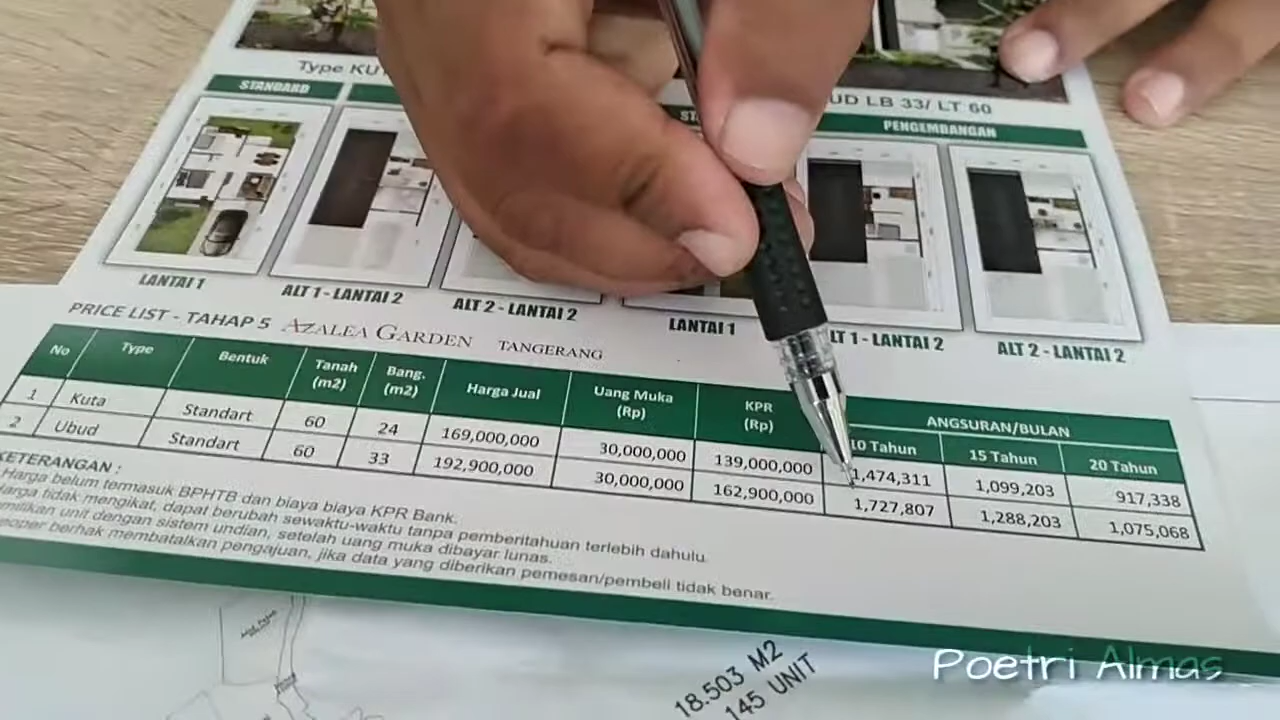 Type KUT
UD LB 33/ LT 60
STANDARD
PENGEMBANGAN
LANTAI 1
ALT 1 - LANTAI 2
ALT 2 - LANTAI 2
LANTAI 1
LT 1 - LANTAI 2
ALT 2 - LANTAI 2
PRICE LIST - TAHAP 5 AZALEA GARDEN TANGERANG
No Type Bentuk Tanah (m2) Bang. (m2) Harga Jual Uang Muka (Rp) KPR (Rp) ANGSURAN/BULAN
10 Tahun 15 Tahun 20 Tahun
1 Kuta Standart 60 24 169,000,000 30,000,000 139,000,000 1,474,311 1,099,203 917,338
2 Ubud Standart 60 33 192,900,000 30,000,000 162,900,000 1,727,807 1,288,203 1,075,068
KETERANGAN :
Harga belum termasuk BPHTB dan biaya biaya KPR Bank.
arga tidak mengikat, dapat berubah sewaktu-waktu tanpa pemberitahuan terlebih dahulu.
milihan unit dengan sistem undian, setelah uang muka dibayar lunas.
eloper berhak membatalkan pengajuan, jika data yang diberikan pemesan/pembeli tidak benar.
18.503 M2
145 UNIT
Poetri Almas